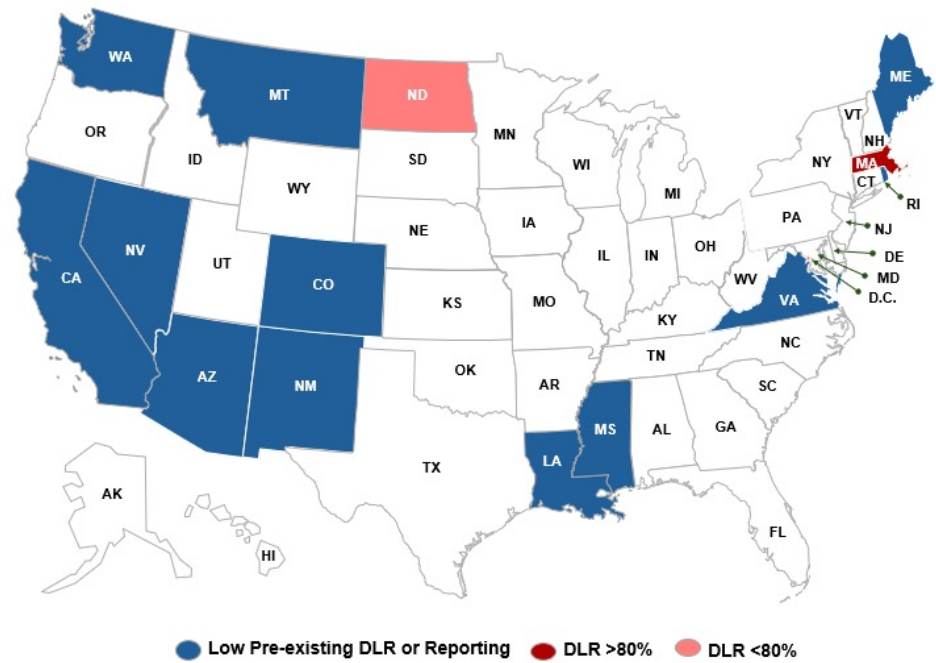 WA
MT
ND
MN
ME
OR
ID
WY
SD
WI
MI
NY
VT
NH
MA
CT
RI
NV
UT
CO
NE
IA
IL
IN
OH
PA
NJ
DE
MD
D.C.
CA
KS
MO
KY
WV
VA
AZ
NM
OK
AR
TN
NC
SC
TX
LA
MS
AL
GA
FL
AK
HI
Low Pre-existing DLR or Reporting
DLR >80%
DLR <80%